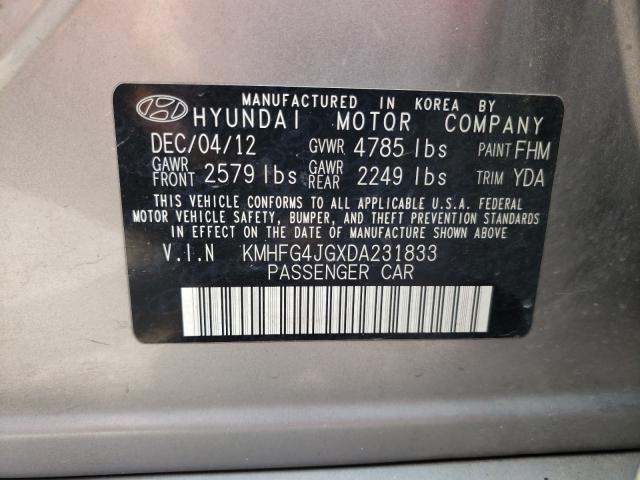 MANUFACTURED IN KOREA BY
HYUNDAI MOTOR COMPANY
DEC/04/12 GVWR 4785 lbs PAINT FHM
GAWR FRONT 2579 lbs GAWR REAR 2249 lbs TRIM YDA
THIS VEHICLE CONFORMS TO ALL APPLICABLE U.S.A. FEDERAL
MOTOR VEHICLE SAFETY, BUMPER, AND THEFT PREVENTION STANDARDS
IN EFFECT ON THE DATE OF MANUFACTURE SHOWN ABOVE.
V.I.N KMHFG4JGXDA231833
PASSENGER CAR